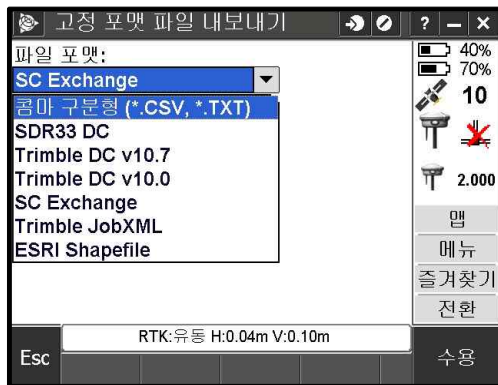 고정 포맷 파일 내보내기
? – ×
파일 포맷:
SC Exchange
콤마 구분형 (*.CSV, *.TXT)
SDR33 DC
Trimble DC v10.7
Trimble DC v10.0
SC Exchange
Trimble JobXML
ESRI Shapefile
40%
70%
10
2.000
맵
메뉴
즐겨찾기
전환
RTK:유동 H:0.04m V:0.10m
Esc
수용